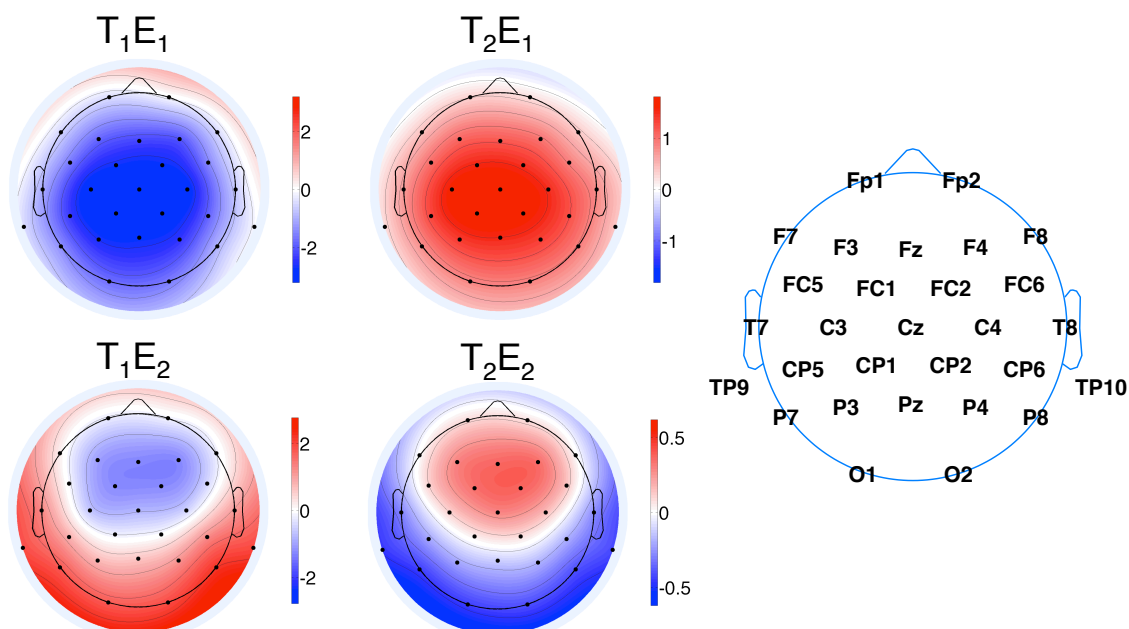 T₁E₁
T₂E₁
2
0
-2
1
0
-1
T₁E₂
T₂E₂
2
0
-2
0.5
0
-0.5
Fp1 Fp2
F7 F3 Fz F4 F8
FC5 FC1 FC2 FC6
T7 C3 Cz C4 T8
CP5 CP1 CP2 CP6
TP9 TP10
P7 P3 Pz P4 P8
O1 O2